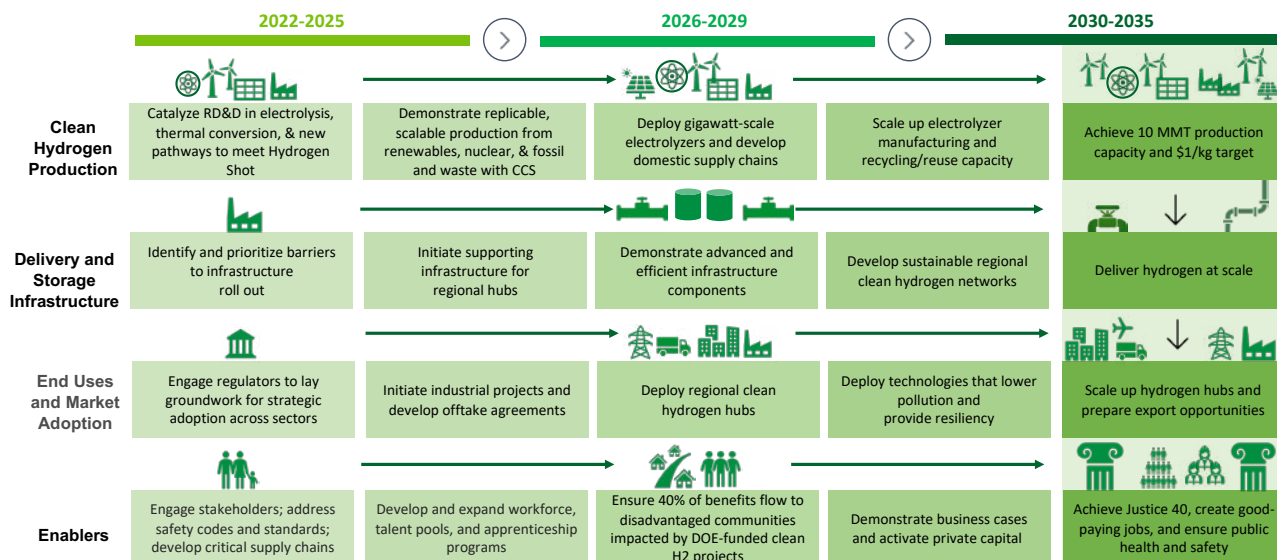 2022-2025
2026-2029
2030-2035
Clean
Hydrogen
Production
Catalyze RD&D in electrolysis,
thermal conversion, & new
pathways to meet Hydrogen
Shot
Demonstrate replicable,
scalable production from
renewables, nuclear, & fossil
and waste with CCS
Deploy gigawatt-scale
electrolyzers and develop
domestic supply chains
Scale up electrolyzer
manufacturing and
recycling/reuse capacity
Achieve 10 MMT production
capacity and $1/kg target
Delivery and
Storage
Infrastructure
Identify and prioritize barriers
to infrastructure
roll out
Initiate supporting
infrastructure for
regional hubs
Demonstrate advanced and
efficient infrastructure
components
Develop sustainable regional
clean hydrogen networks
Deliver hydrogen at scale
End Uses
and Market
Adoption
Engage regulators to lay
groundwork for strategic
adoption across sectors
Initiate industrial projects and
develop offtake agreements
Deploy regional clean
hydrogen hubs
Deploy technologies that lower
pollution and
provide resiliency
Scale up hydrogen hubs and
prepare export opportunities
Enablers
Engage stakeholders; address
safety codes and standards;
develop critical supply chains
Develop and expand workforce,
talent pools, and apprenticeship
programs
Ensure 40% of benefits flow to
disadvantaged communities
impacted by DOE-funded clean
H2 projects
Demonstrate business cases
and activate private capital
Achieve Justice 40, create good-
paying jobs, and ensure public
health and safety